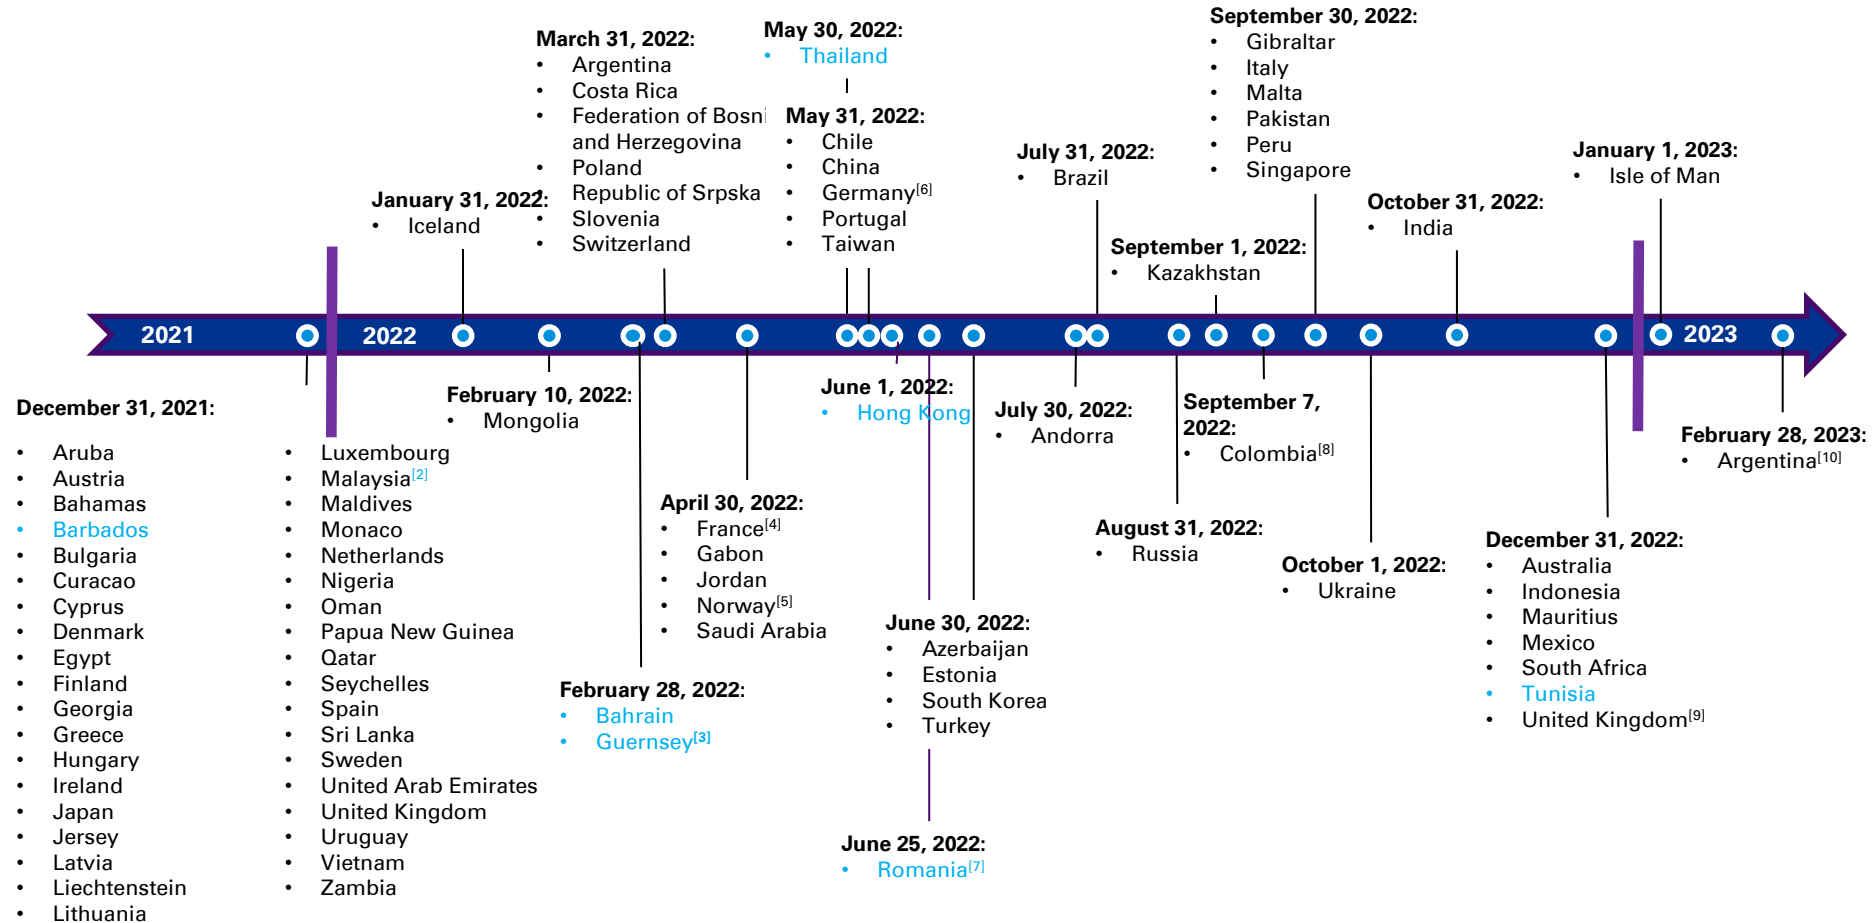 September 30, 2022:
• Gibraltar
• Italy
• Malta
• Pakistan
• Peru
• Singapore
May 30, 2022:
• Thailand
March 31, 2022:
• Argentina
• Costa Rica
• Federation of Bosni
and Herzegovina
• Poland
• Republic of Srpska
• Slovenia
• Switzerland
May 31, 2022:
• Chile
• China
• Germany[6]
• Portugal
• Taiwan
July 31, 2022:
• Brazil
January 1, 2023:
• Isle of Man
January 31, 2022:
• Iceland
October 31, 2022:
• India
September 1, 2022:
• Kazakhstan
2021
2022
2023
December 31, 2021:
• Aruba
• Austria
• Bahamas
• Barbados
• Bulgaria
• Curacao
• Cyprus
• Denmark
• Egypt
• Finland
• Georgia
• Greece
• Hungary
• Ireland
• Japan
• Jersey
• Latvia
• Liechtenstein
• Lithuania
• Luxembourg
• Malaysia[2]
• Maldives
• Monaco
• Netherlands
• Nigeria
• Oman
• Papua New Guinea
• Qatar
• Seychelles
• Spain
• Sri Lanka
• Sweden
• United Arab Emirates
• United Kingdom
• Uruguay
• Vietnam
• Zambia
February 10, 2022:
• Mongolia
February 28, 2022:
• Bahrain
• Guernsey[3]
April 30, 2022:
• France[4]
• Gabon
• Jordan
• Norway[5]
• Saudi Arabia
June 1, 2022:
• Hong Kong
June 30, 2022:
• Azerbaijan
• Estonia
• South Korea
• Turkey
June 25, 2022:
• Romania[7]
July 30, 2022:
• Andorra
August 31, 2022:
• Russia
September 7,
2022:
• Colombia[8]
October 1, 2022:
• Ukraine
December 31, 2022:
• Australia
• Indonesia
• Mauritius
• Mexico
• South Africa
• Tunisia
• United Kingdom[9]
February 28, 2023:
• Argentina[10]